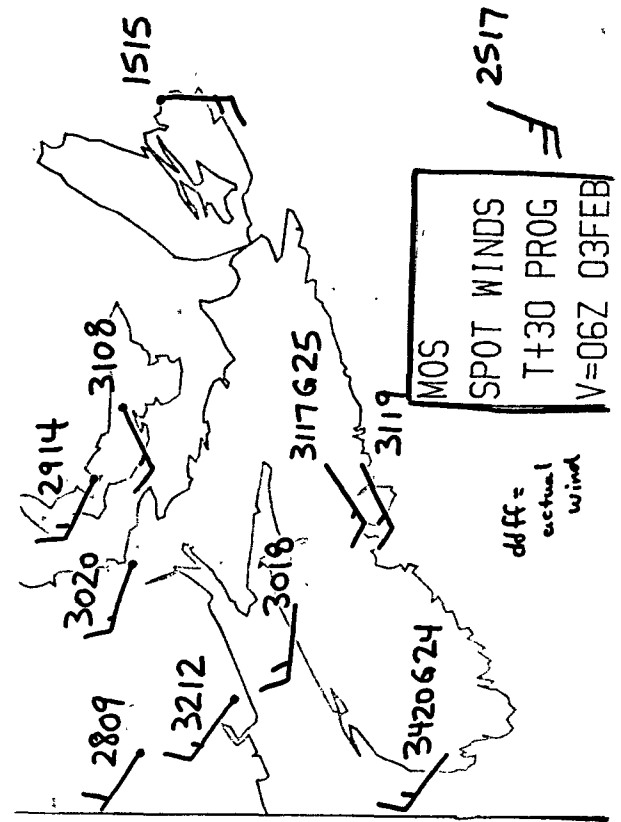 1515
2517
2914
3108
3020
3117G25
3119
3018
3212
2809
3420G24
ddff =
actual
wind
MOS
SPOT WINDS
T+30 PROG
V=06Z 03FEB